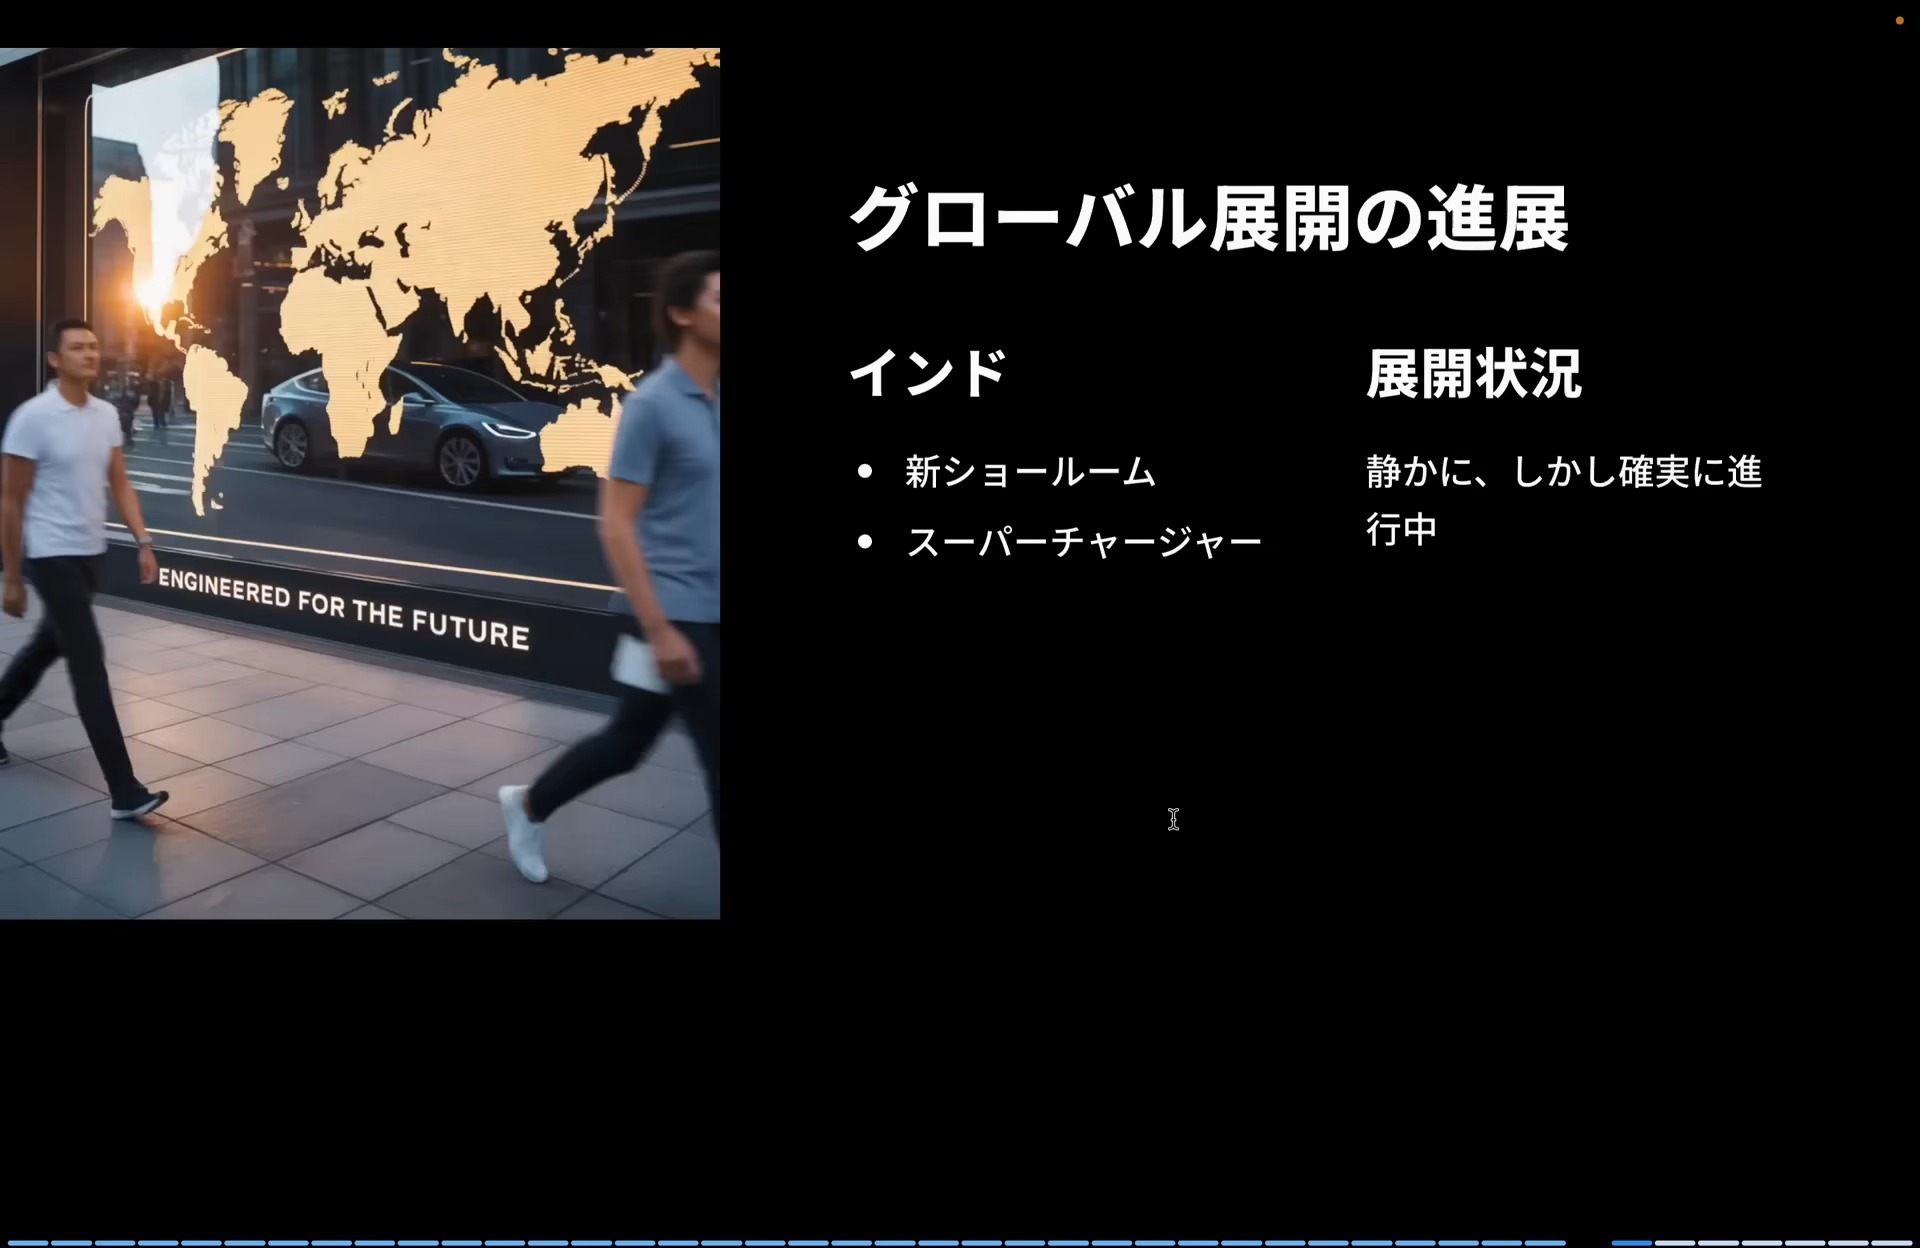 グローバル展開の進展
インド
新ショールーム
スーパーチャージャー
展開状況
静かに、しかし確実に進
行中
ENGINEERED FOR THE FUTURE